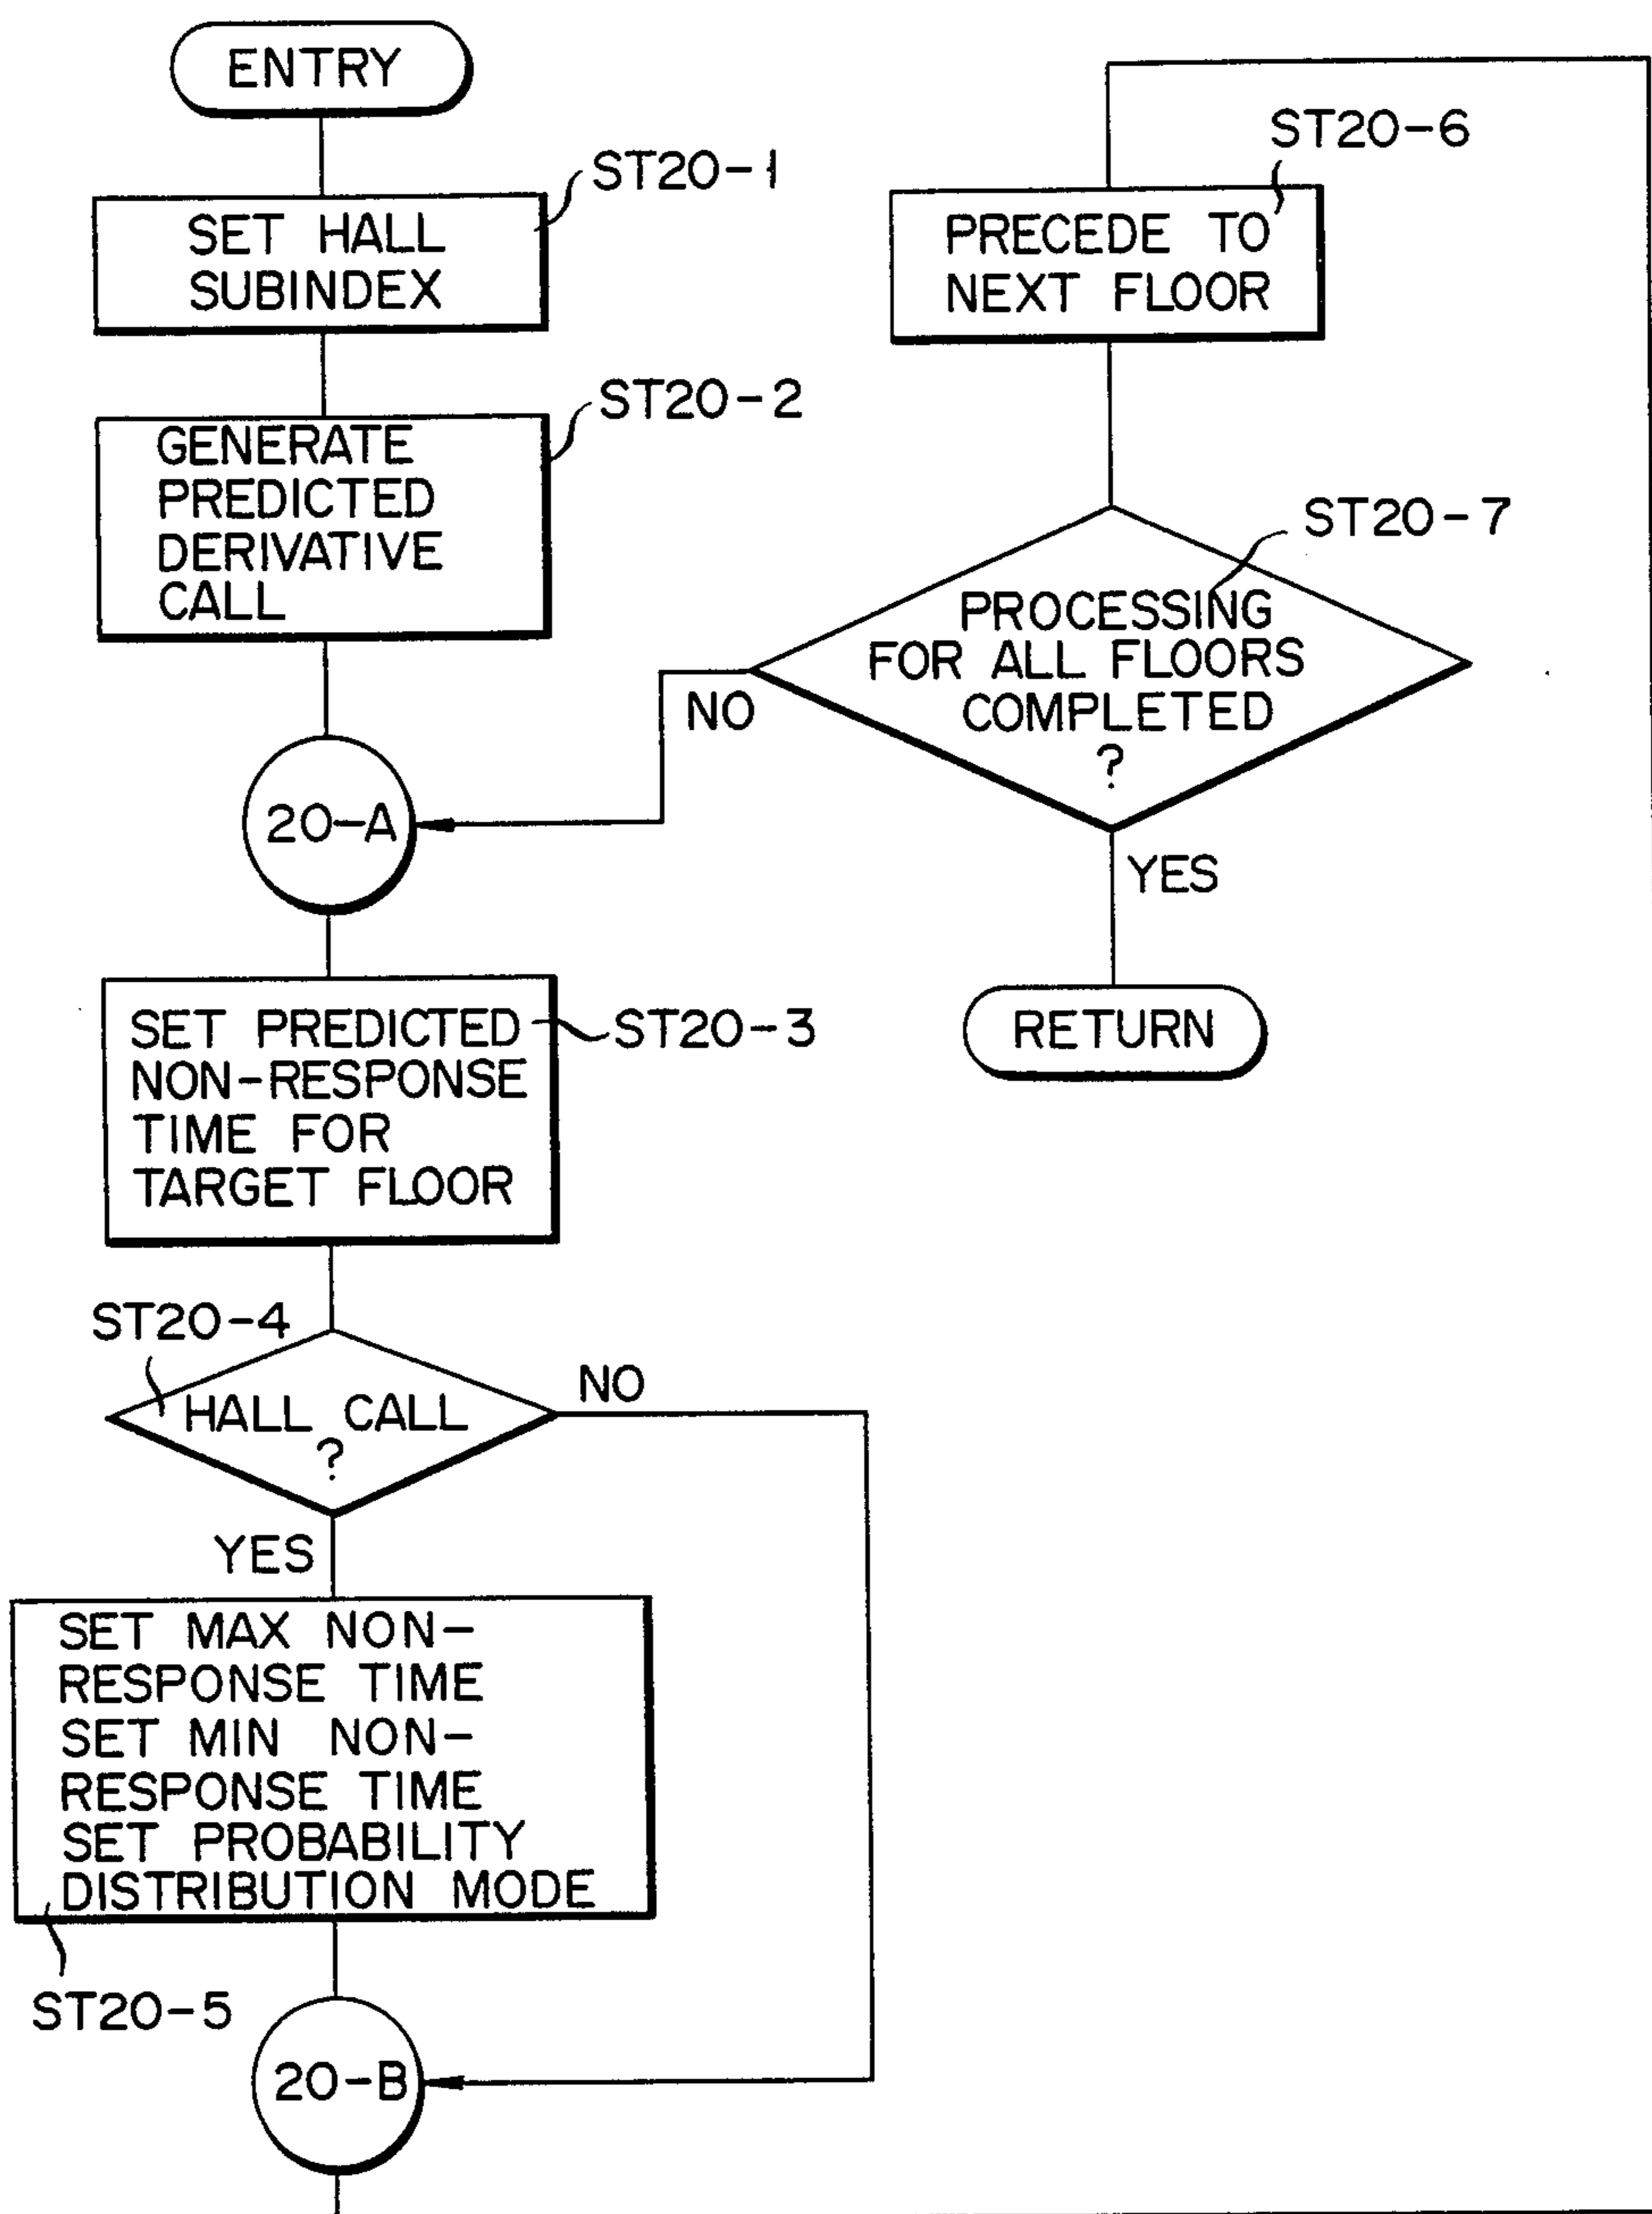 ENTRY
ST20-1
SET HALL
SUBINDEX
ST20-2
GENERATE
PREDICTED
DERIVATIVE
CALL
20-A
SET PREDICTED
NON-RESPONSE
TIME FOR
TARGET FLOOR
ST20-3
ST20-4
HALL CALL
?
NO
YES
SET MAX NON-
RESPONSE TIME
SET MIN NON-
RESPONSE TIME
SET PROBABILITY
DISTRIBUTION MODE
ST20-5
20-B
ST20-6
PRECEDE TO
NEXT FLOOR
ST20-7
PROCESSING
FOR ALL FLOORS
COMPLETED
?
NO
YES
RETURN